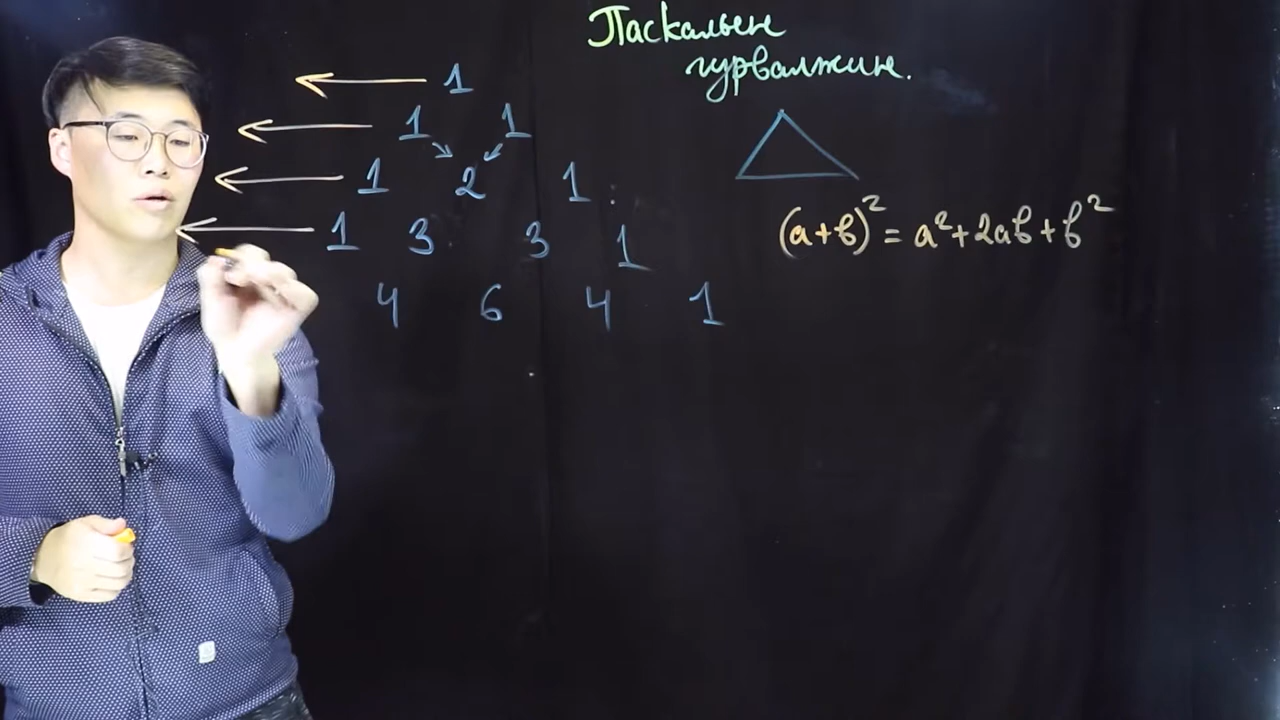 Паскалын
гурвалжин.
1
1 1
1 2 1
1 3 3 1
4 6 4 1
(a+b)² = a²+2ab+b²